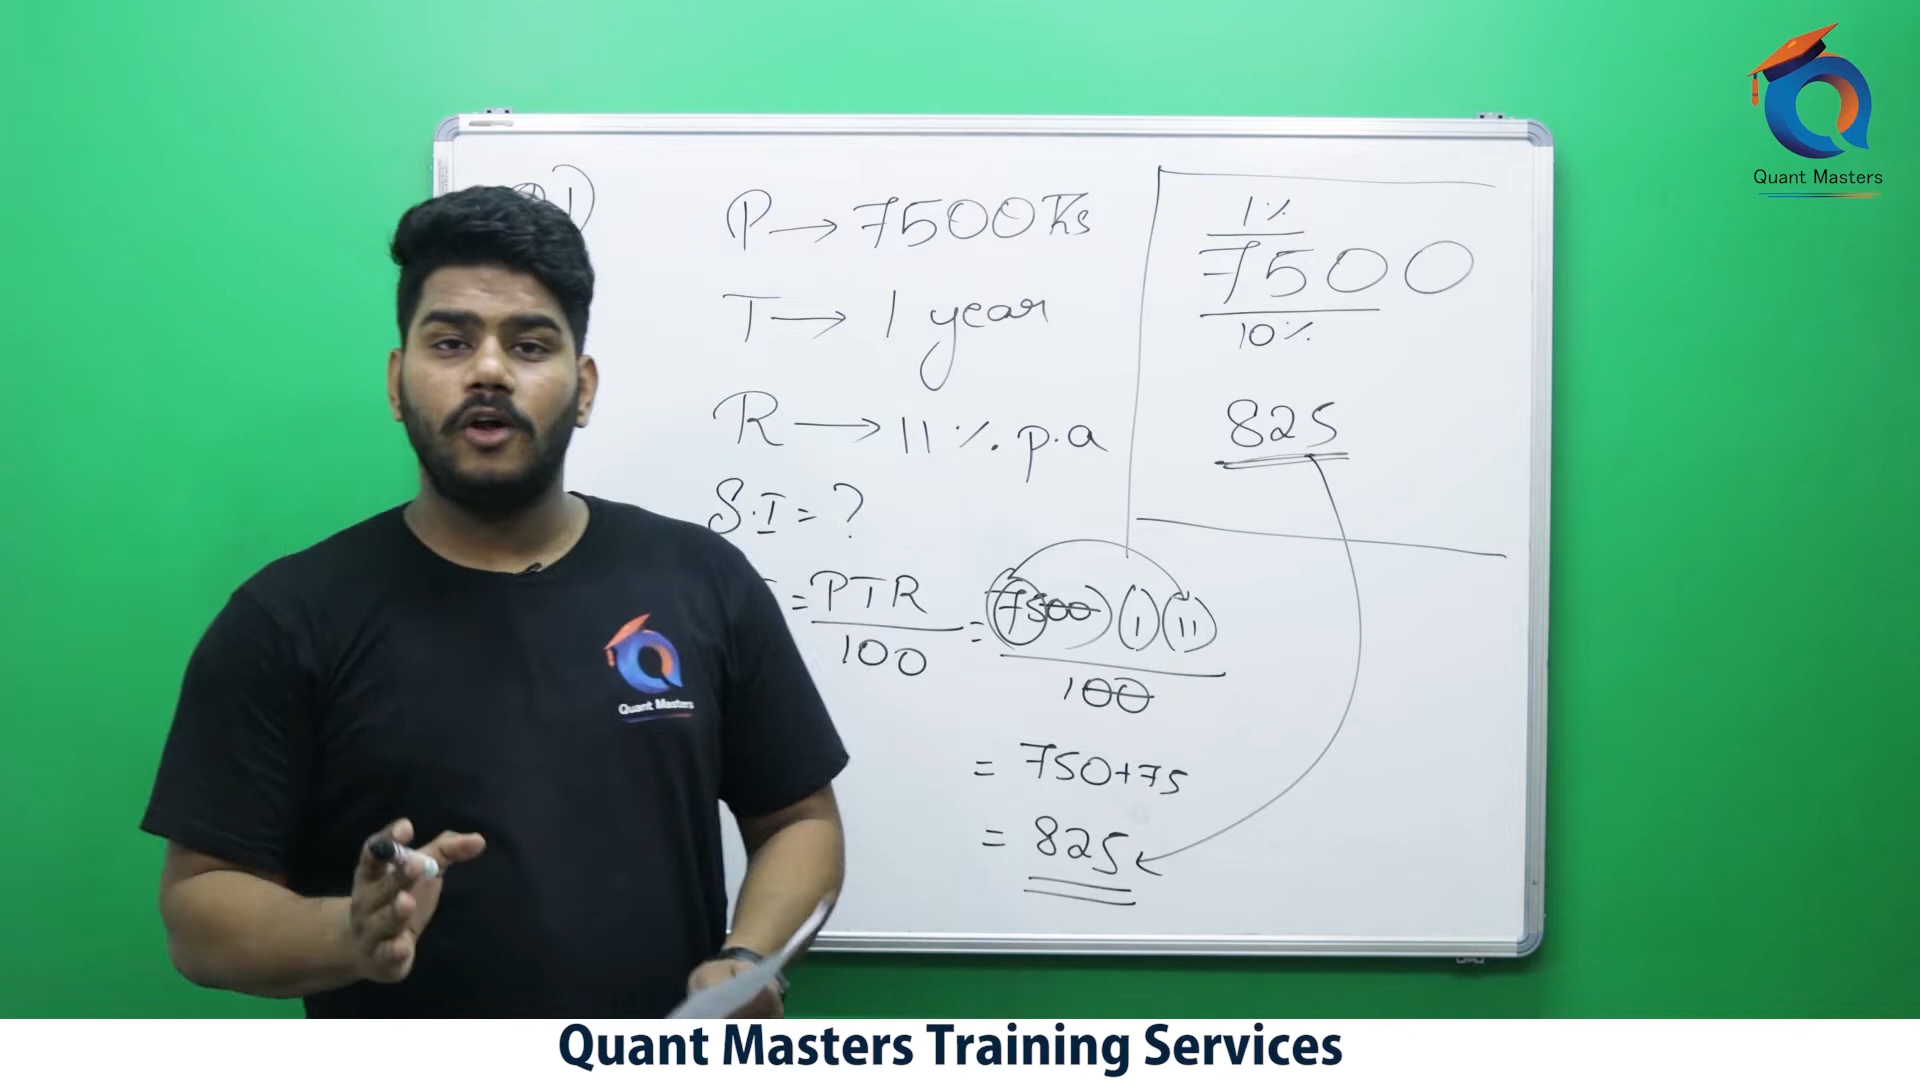 P → 7500 Rs
T → 1 year
R → 11 %. p.a
S.I = ?
= PTR/100 = (7500)(1)(11)/100
= 750+75
= 825
1%
7500
10%
825
Quant Masters
Quant Masters
Quant Masters Training Services